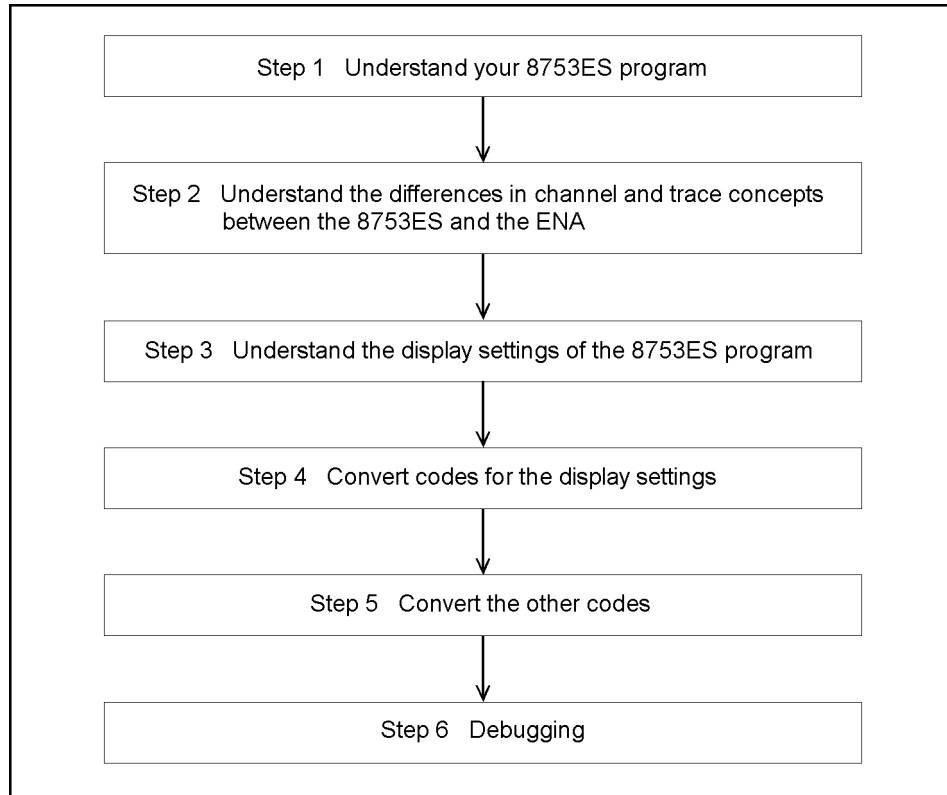 Step 1 Understand your 8753ES program
Step 2 Understand the differences in channel and trace concepts
between the 8753ES and the ENA
Step 3 Understand the display settings of the 8753ES program
Step 4 Convert codes for the display settings
Step 5 Convert the other codes
Step 6 Debugging